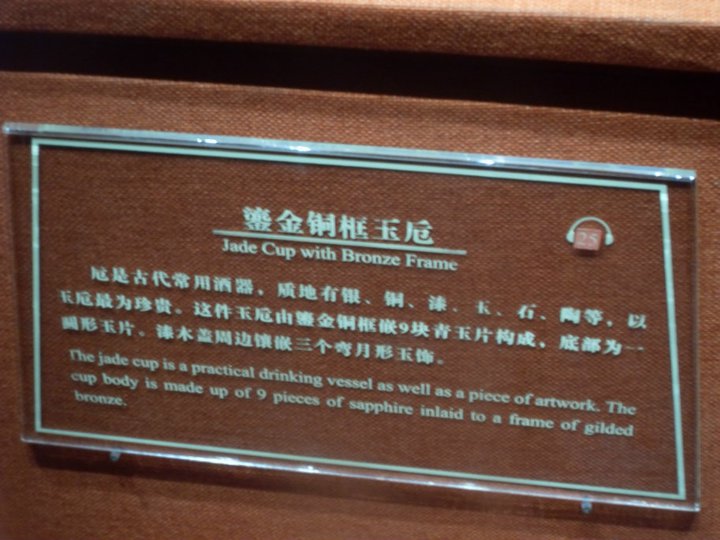 鎏金铜框玉卮
Jade Cup with Bronze Frame
25
卮是古代常用酒器，质地有银、铜、漆、玉、石、陶等，以
玉卮最为珍贵。这件玉卮由鎏金铜框嵌9块青玉片构成，底部为一
圆形玉片。漆木盖周边镶嵌三个弯月形玉饰。
The jade cup is a practical drinking vessel as well as a piece of artwork. The
cup body is made up of 9 pieces of sapphire inlaid to a frame of gilded
bronze.